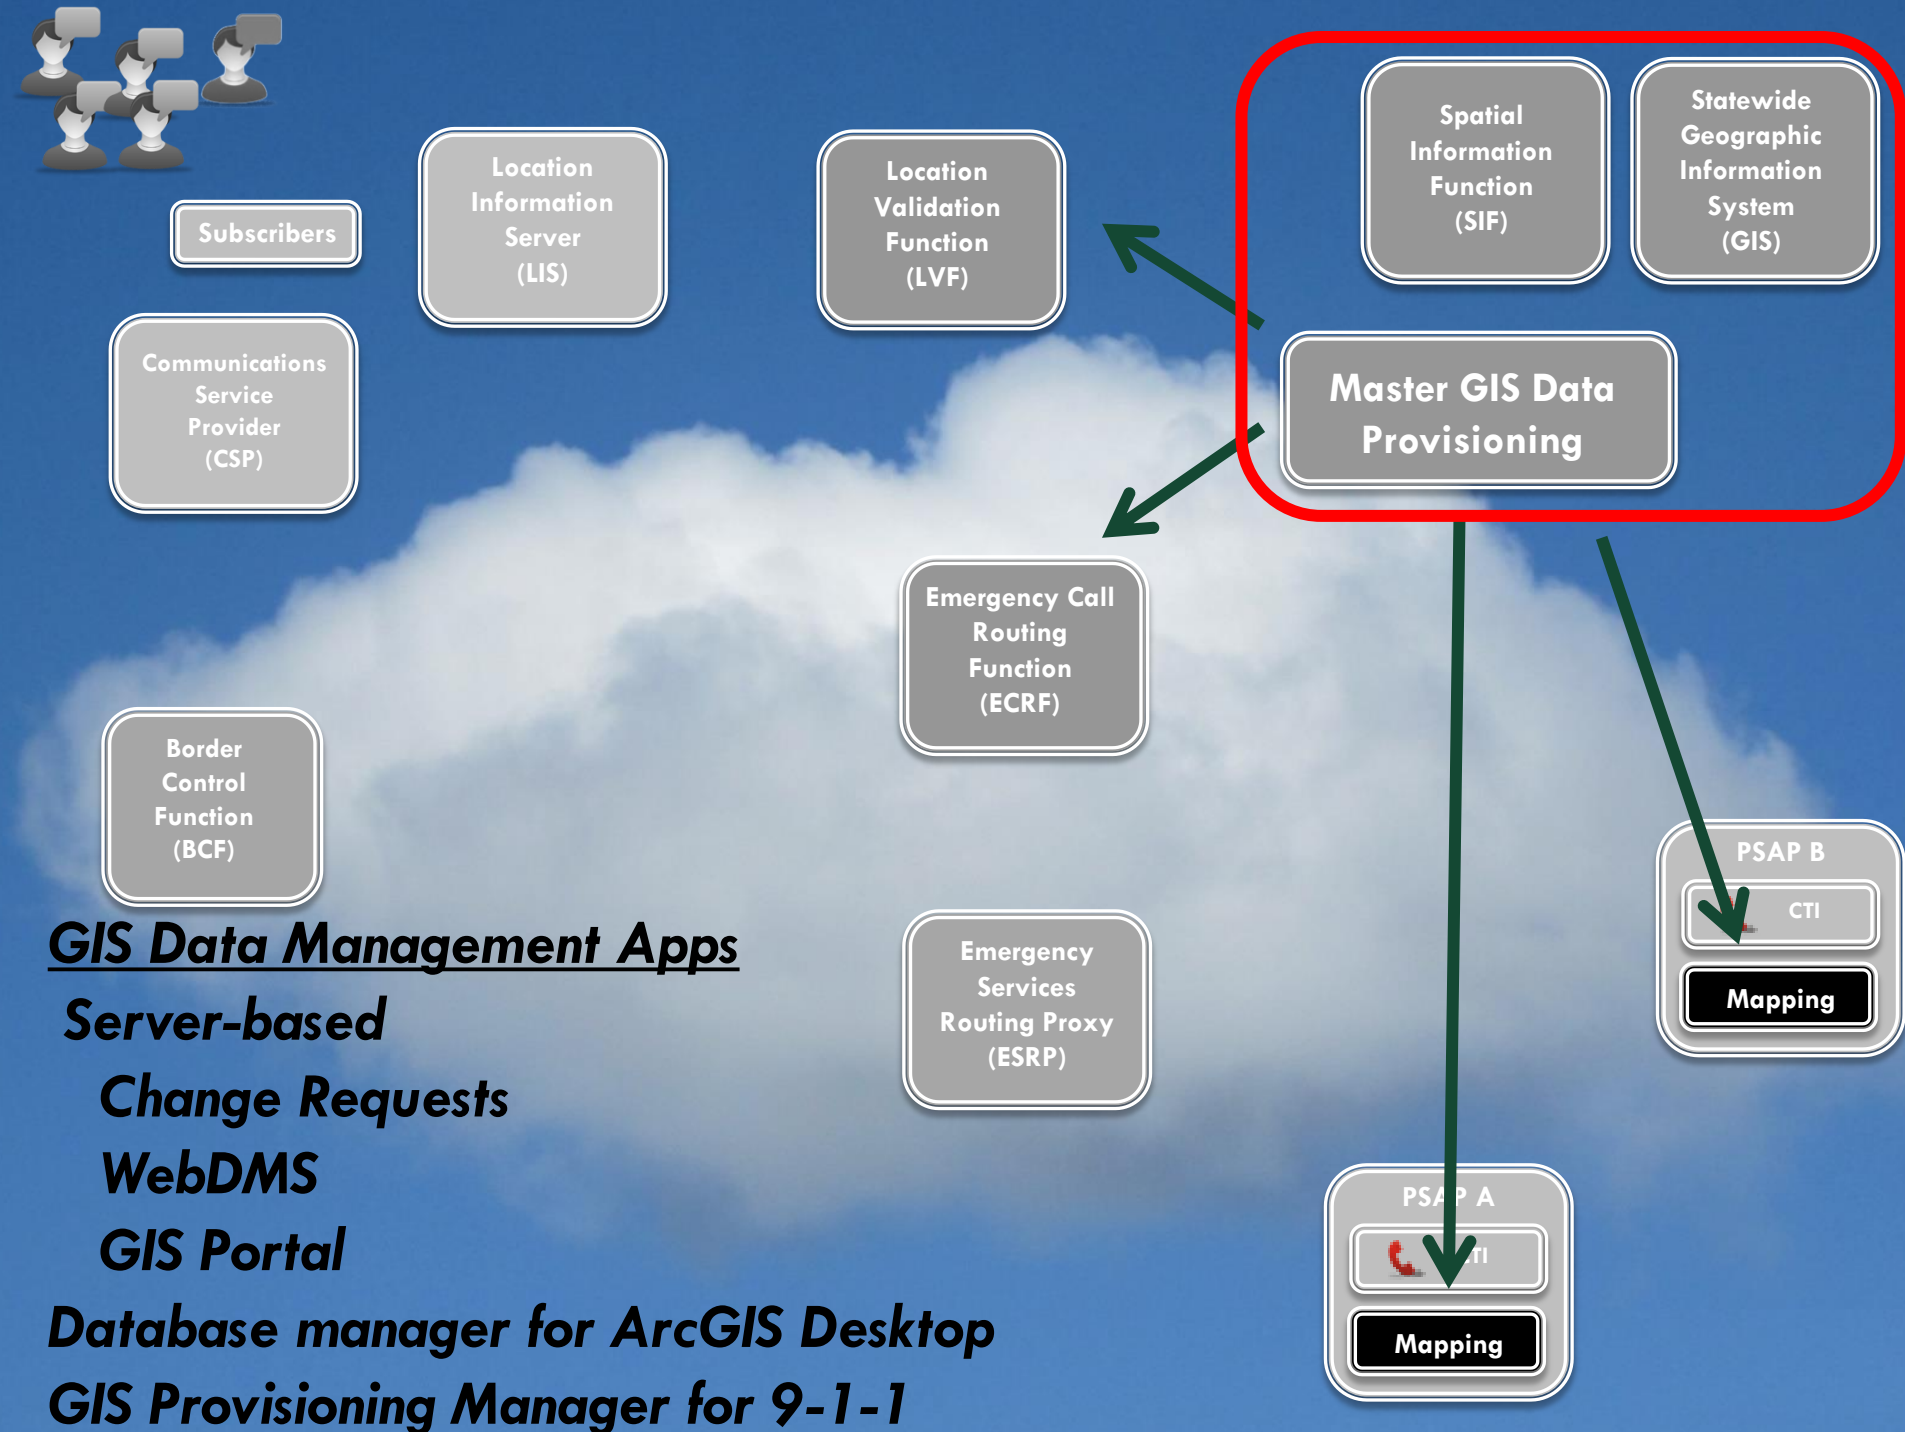 Subscribers
Communications
Service
Provider
(CSP)
Location
Information
Server
(LIS)
Location
Validation
Function
(LVF)
Spatial
Information
Function
(SIF)
Statewide
Geographic
Information
System
(GIS)
Master GIS Data
Provisioning
Emergency Call
Routing
Function
(ECRF)
Border
Control
Function
(BCF)
Emergency
Services
Routing Proxy
(ESRP)
PSAP B
CTI
Mapping
PSAP A
CTI
Mapping
GIS Data Management Apps
Server-based
Change Requests
WebDMS
GIS Portal
Database manager for ArcGIS Desktop
GIS Provisioning Manager for 9-1-1